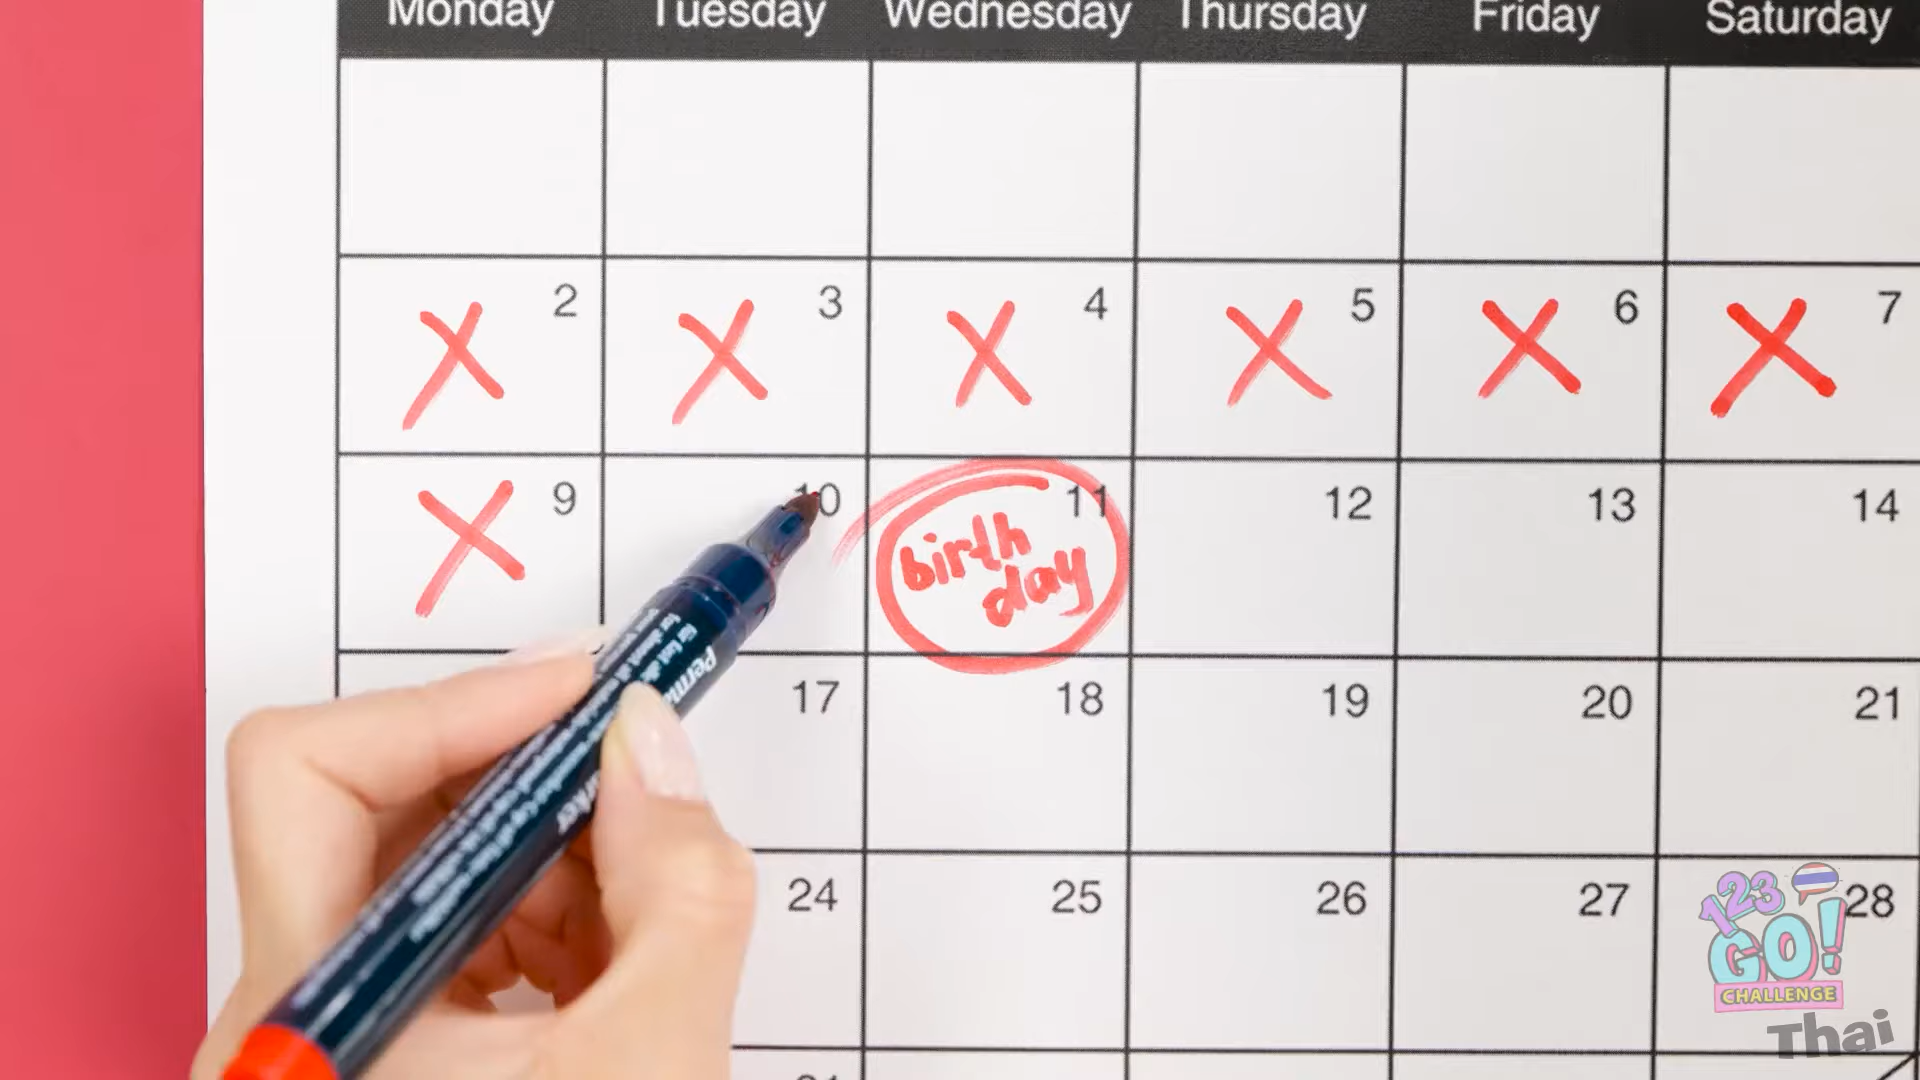 Monday Tuesday Wednesday Thursday Friday Saturday
2 3 4 5 6 7
9 10 11 12 13 14
birth
day
17 18 19 20 21
24 25 26 27 28
Perma
123
GO!
CHALLENGE
Thai